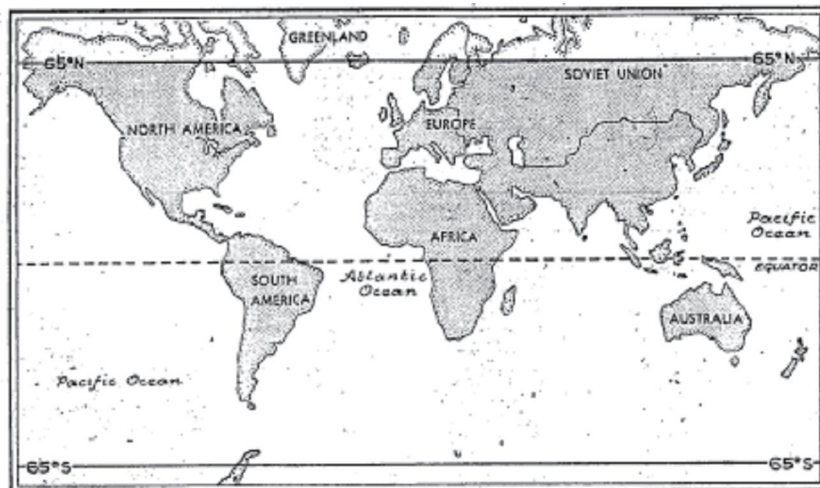 GREENLAND
65°N
65°N
SOVIET UNION
NORTH AMERICA
EUROPE
AFRICA
Pacific
Ocean
EQUATOR
SOUTH
AMERICA
Atlantic
Ocean
AUSTRALIA
Pacific Ocean
65°S
65°S